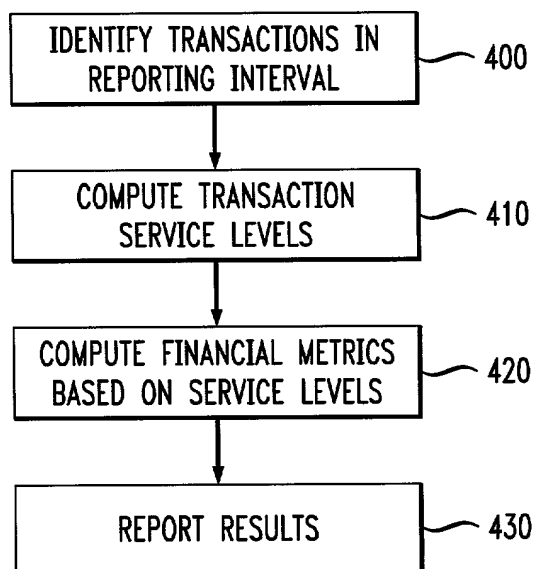 IDENTIFY TRANSACTIONS IN
REPORTING INTERVAL
400
COMPUTE TRANSACTION
SERVICE LEVELS
410
COMPUTE FINANCIAL METRICS
BASED ON SERVICE LEVELS
420
REPORT RESULTS
430